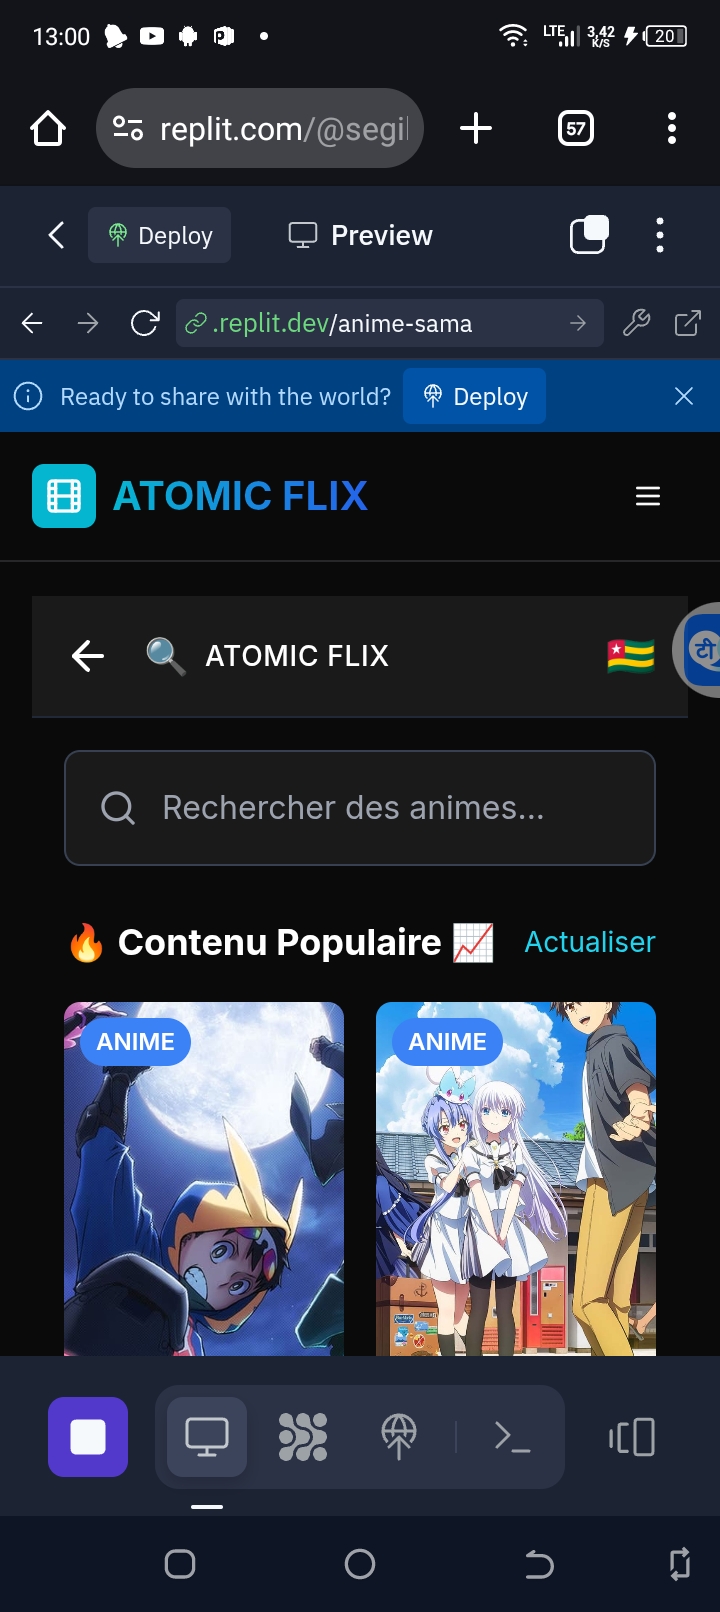 13:00
LTE 3,42 K/S 20
replit.com/@segi
57
Deploy
Preview
.replit.dev/anime-sama
Ready to share with the world?
Deploy
ATOMIC FLIX
🔍 ATOMIC FLIX 🇹🇬
टी
Rechercher des animes...
🔥 Contenu Populaire 📈
Actualiser
ANIME
ANIME